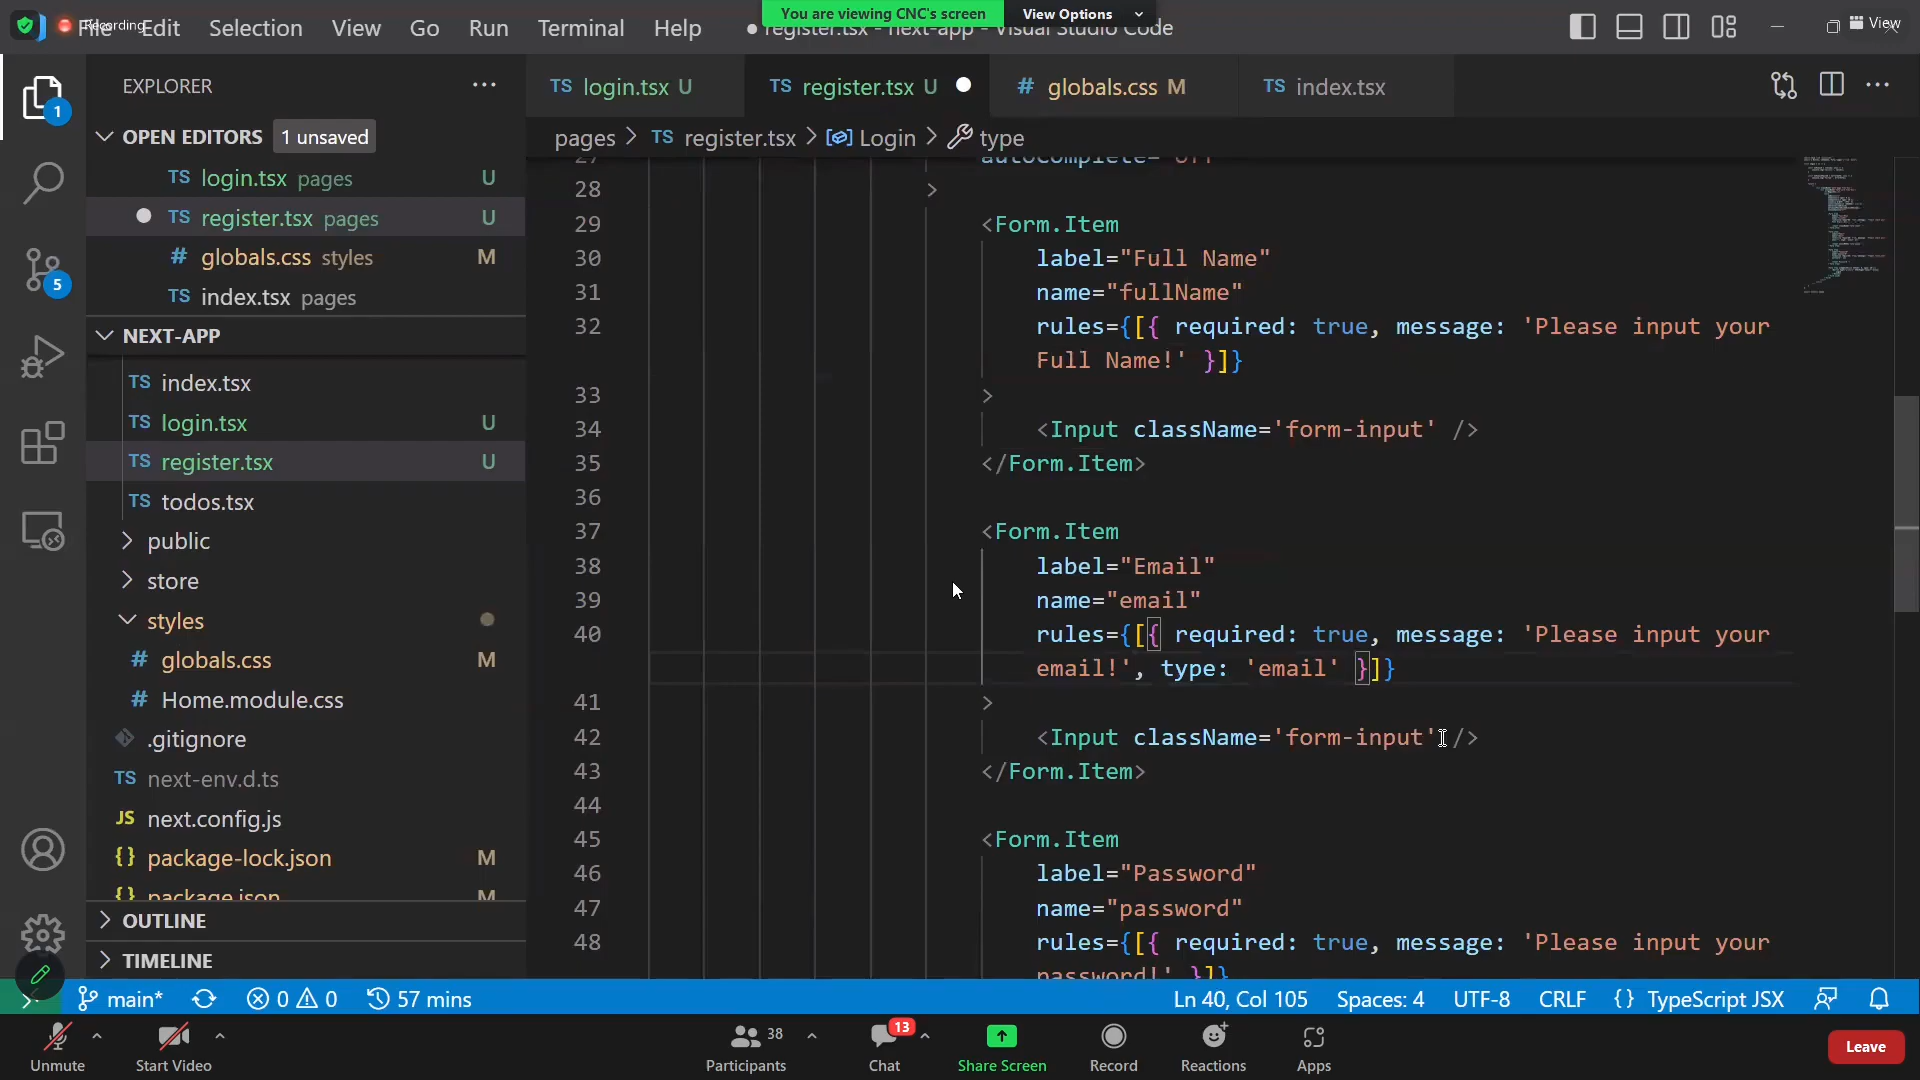 Recording
File Edit Selection View Go Run Terminal Help
You are viewing CNC's screen View Options
register.tsx - next-app - Visual Studio Code
View
EXPLORER
OPEN EDITORS 1 unsaved
TS login.tsx pages U
TS register.tsx pages U
# globals.css styles M
TS index.tsx pages
NEXT-APP
TS index.tsx
TS login.tsx U
TS register.tsx U
TS todos.tsx
public
store
styles
# globals.css M
# Home.module.css
.gitignore
TS next-env.d.ts
JS next.config.js
{} package-lock.json M
{} package.json M
OUTLINE
TIMELINE
1
5
TS login.tsx U TS register.tsx U # globals.css M TS index.tsx
pages > TS register.tsx > Login > type
27 autoComplete="off"
28 >
29 <Form.Item
30 label="Full Name"
31 name="fullName"
32 rules={[{ required: true, message: 'Please input your
Full Name!' }]}
33 >
34 <Input className='form-input' />
35 </Form.Item>
36
37 <Form.Item
38 label="Email"
39 name="email"
40 rules={[{ required: true, message: 'Please input your
email!', type: 'email' }]}
41 >
42 <Input className='form-input' />
43 </Form.Item>
44
45 <Form.Item
46 label="Password"
47 name="password"
48 rules={[{ required: true, message: 'Please input your
password!' }]}
main* 0 0 57 mins Ln 40, Col 105 Spaces: 4 UTF-8 CRLF {} TypeScript JSX
Unmute Start Video Participants 38 Chat 13 Share Screen Record Reactions Apps Leave